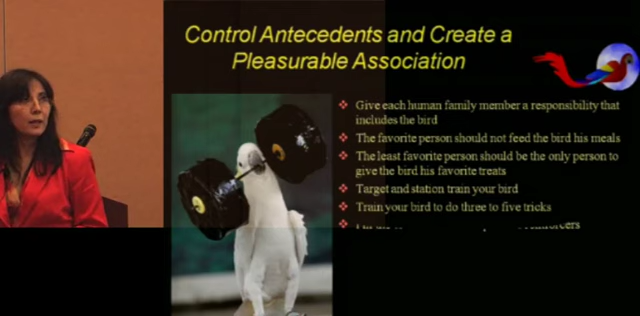 Control Antecedents and Create a
Pleasurable Association
Give each human family member a responsibility that
includes the bird
The favorite person should not feed the bird his meals
The least favorite person should be the only person to
give the bird his favorite treats
Target and station train your bird
Train your bird to do three to five tricks